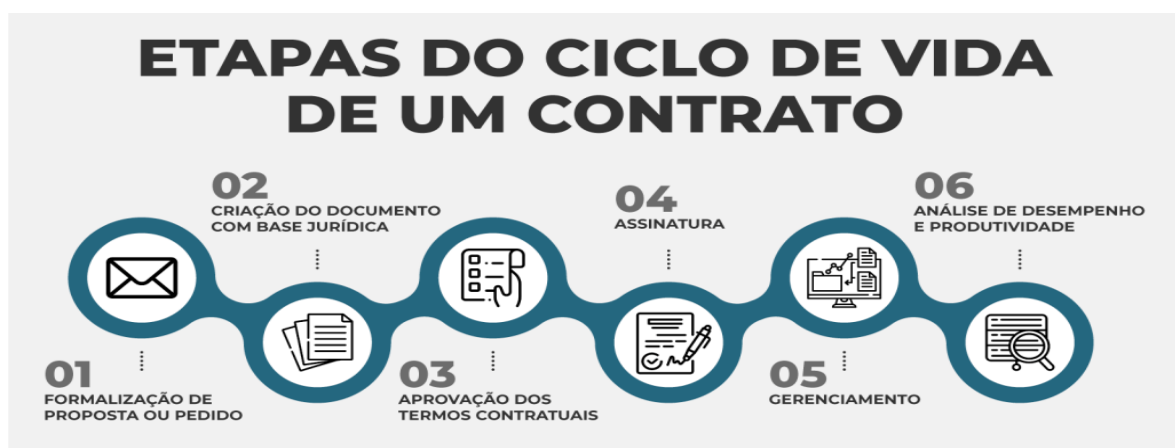 ETAPAS DO CICLO DE VIDA
DE UM CONTRATO
01
FORMALIZAÇÃO DE
PROPOSTA OU PEDIDO
02
CRIAÇÃO DO DOCUMENTO
COM BASE JURÍDICA
03
APROVAÇÃO DOS
TERMOS CONTRATUAIS
04
ASSINATURA
05
GERENCIAMENTO
06
ANÁLISE DE DESEMPENHO
E PRODUTIVIDADE